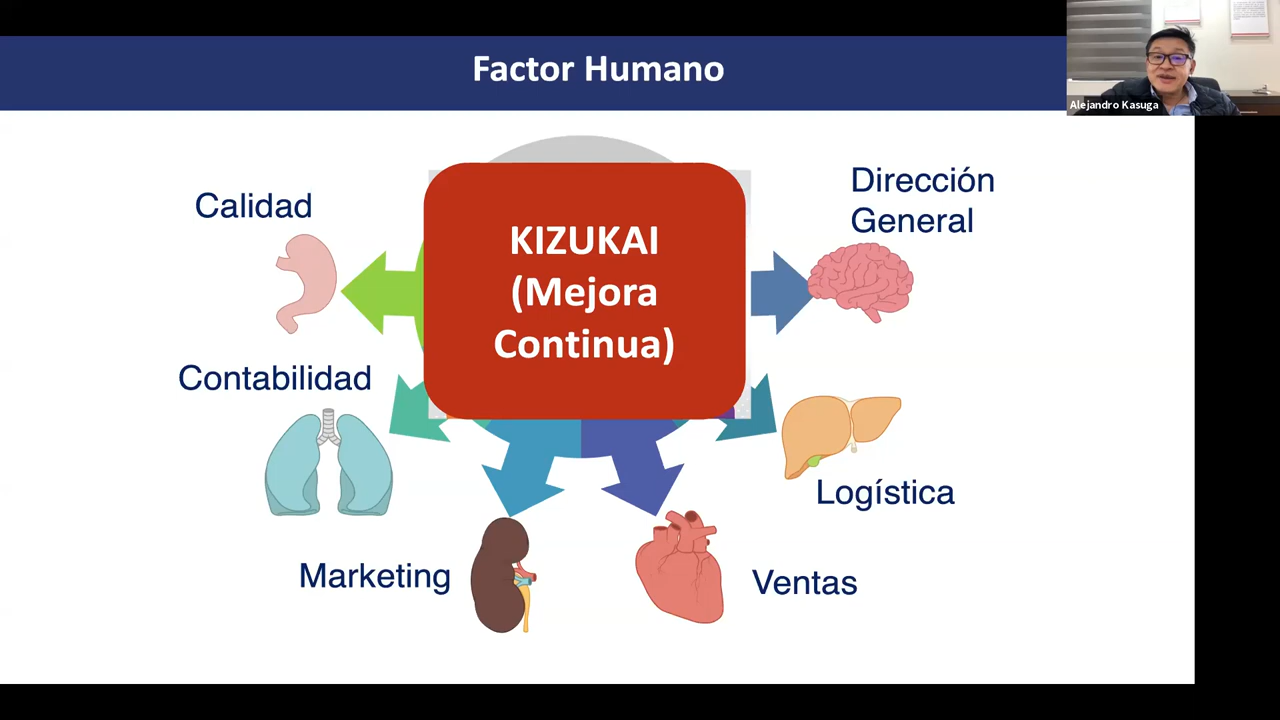 Factor Humano
Alejandro Kasuga
Calidad
Dirección
General
KIZUKAI
(Mejora
Continua)
Contabilidad
Logística
Marketing
Ventas